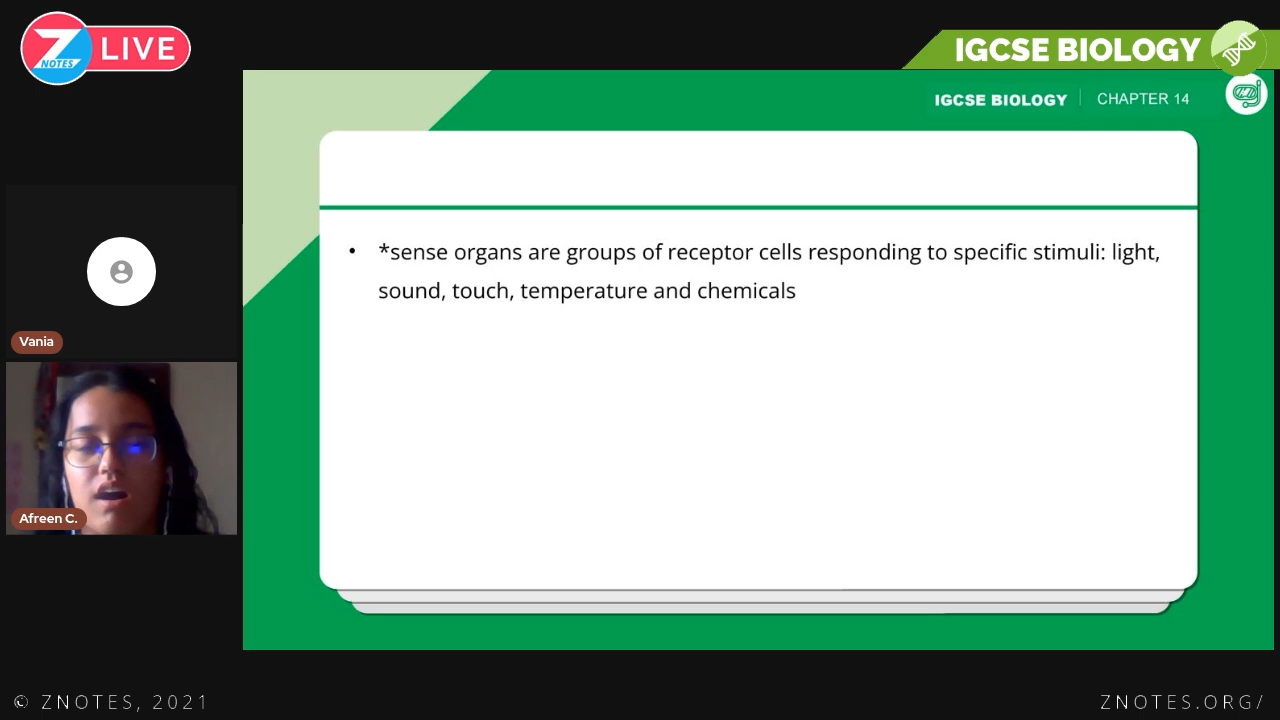 Z NOTES LIVE
IGCSE BIOLOGY
IGCSE BIOLOGY | CHAPTER 14
• *sense organs are groups of receptor cells responding to specific stimuli: light,
sound, touch, temperature and chemicals
Vania
Afreen C.
© ZNOTES, 2021
ZNOTES.ORG/